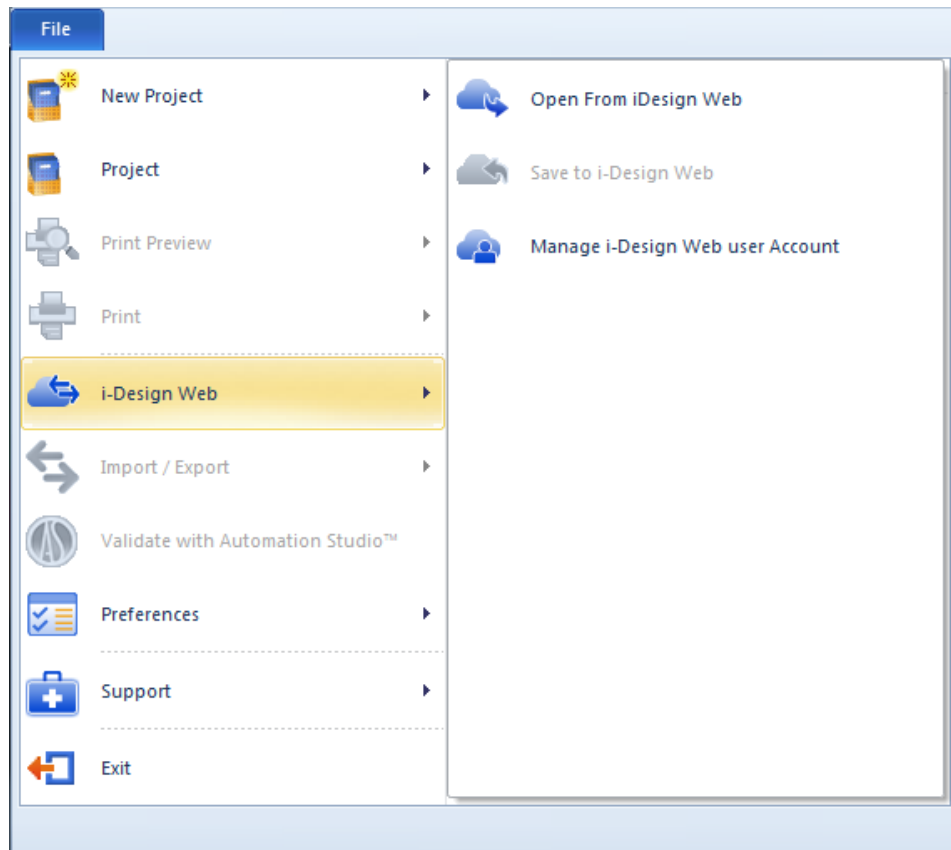 File
New Project
Project
Print Preview
Print
i-Design Web
Import / Export
Validate with Automation Studio™
Preferences
Support
Exit
Open From iDesign Web
Save to i-Design Web
Manage i-Design Web user Account